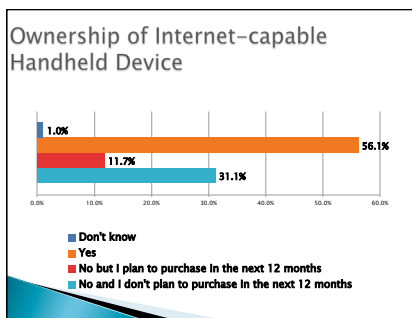 Ownership of Internet-capable
Handheld Device
1.0%
56.1%
11.7%
31.1%
0.0% 10.0% 20.0% 30.0% 40.0% 50.0% 60.0%
Don't know
Yes
No but I plan to purchase In the next 12 months
No and I don't plan to purchase In the next 12 months